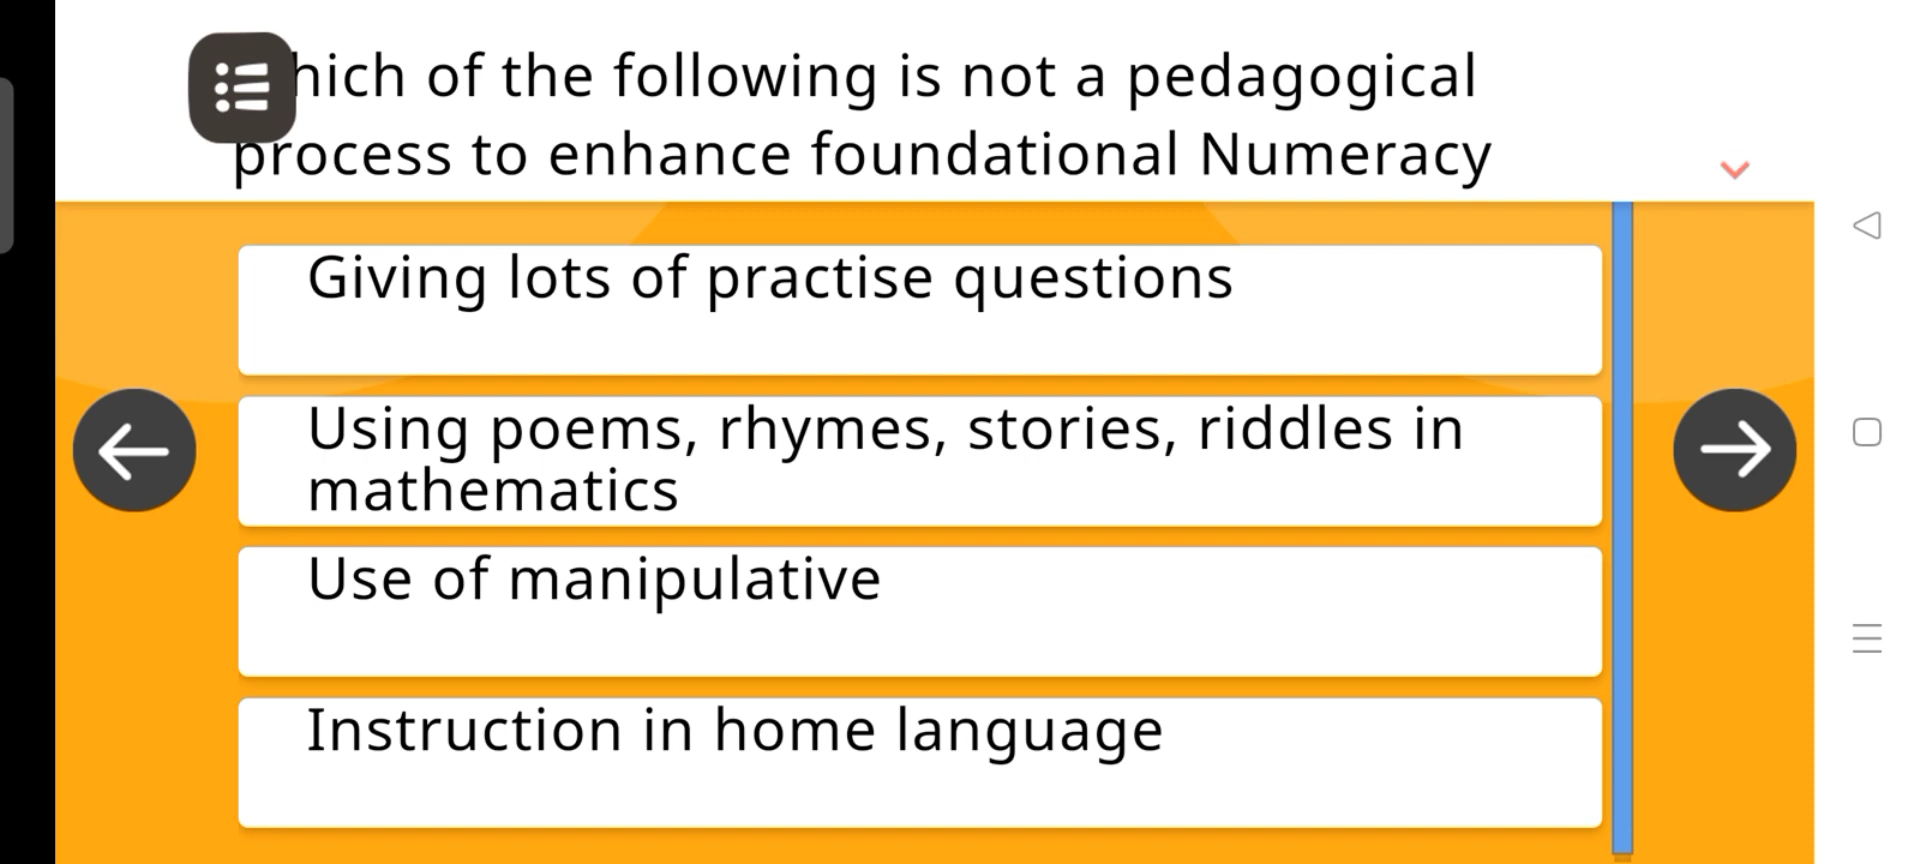 hich of the following is not a pedagogical
process to enhance foundational Numeracy
Giving lots of practise questions
Using poems, rhymes, stories, riddles in
mathematics
Use of manipulative
Instruction in home language